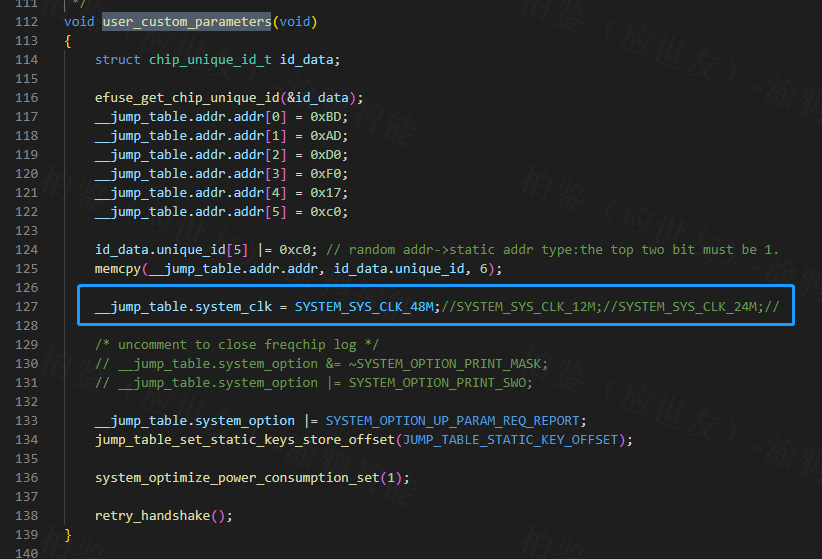 111 */
112 void user_custom_parameters(void)
113 {
114 struct chip_unique_id_t id_data;
115
116 efuse_get_chip_unique_id(&id_data);
117 __jump_table.addr.addr[0] = 0xBD;
118 __jump_table.addr.addr[1] = 0xAD;
119 __jump_table.addr.addr[2] = 0xD0;
120 __jump_table.addr.addr[3] = 0xF0;
121 __jump_table.addr.addr[4] = 0x17;
122 __jump_table.addr.addr[5] = 0xc0;
123
124 id_data.unique_id[5] |= 0xc0; // random addr->static addr type:the top two bit must be 1.
125 memcpy(__jump_table.addr.addr, id_data.unique_id, 6);
126
127 __jump_table.system_clk = SYSTEM_SYS_CLK_48M;//SYSTEM_SYS_CLK_12M;//SYSTEM_SYS_CLK_24M;//
128
129 /* uncomment to close freqchip log */
130 // __jump_table.system_option &= ~SYSTEM_OPTION_PRINT_MASK;
131 // __jump_table.system_option |= SYSTEM_OPTION_PRINT_SWO;
132
133 __jump_table.system_option |= SYSTEM_OPTION_UP_PARAM_REQ_REPORT;
134 jump_table_set_static_keys_store_offset(JUMP_TABLE_STATIC_KEY_OFFSET);
135
136 system_optimize_power_consumption_set(1);
137
138 retry_handshake();
139 }
140
柏鉴（应世友）-涂鸦智能